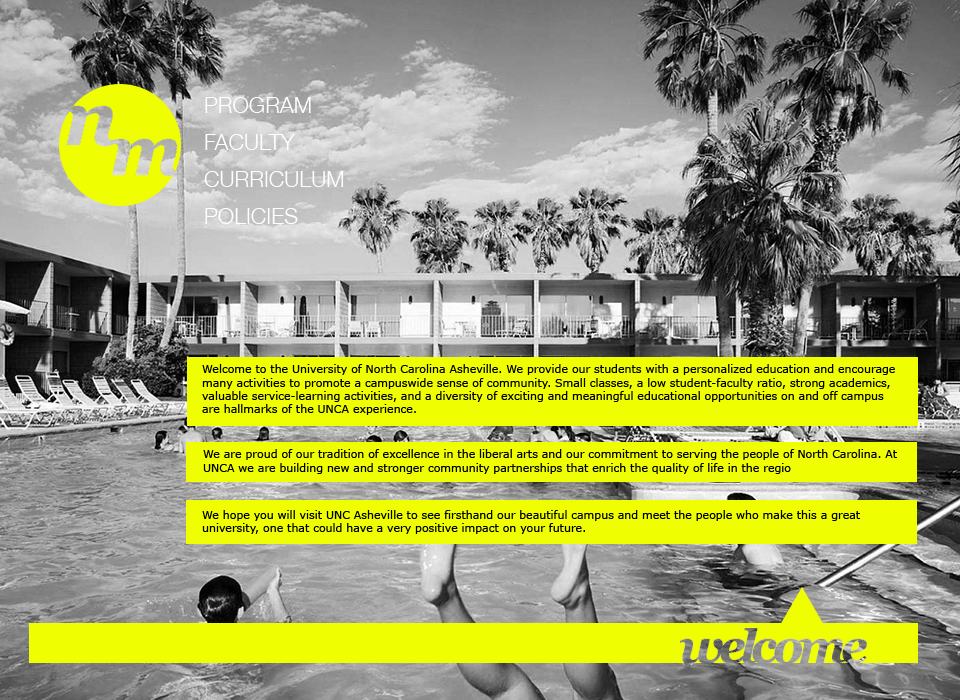 nm
PROGRAM
FACULTY
CURRICULUM
POLICIES
Welcome to the University of North Carolina Asheville. We provide our students with a personalized education and encourage
many activities to promote a campuswide sense of community. Small classes, a low student-faculty ratio, strong academics,
valuable service-learning activities, and a diversity of exciting and meaningful educational opportunities on and off campus
are hallmarks of the UNCA experience.
We are proud of our tradition of excellence in the liberal arts and our commitment to serving the people of North Carolina. At
UNCA we are building new and stronger community partnerships that enrich the quality of life in the regio
We hope you will visit UNC Asheville to see firsthand our beautiful campus and meet the people who make this a great
university, one that could have a very positive impact on your future.
welcome